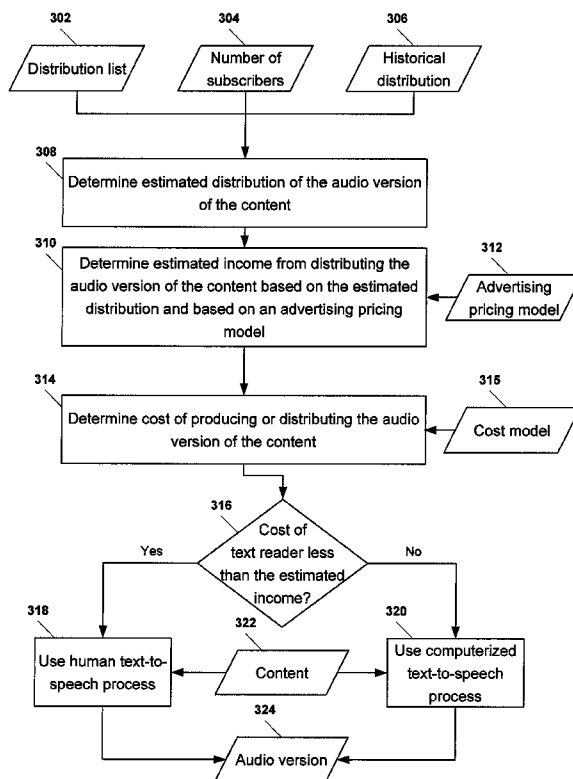 302
304
306
Distribution list
Number of
subscribers
Historical
distribution
308
Determine estimated distribution of the audio version
of the content
310
Determine estimated income from distributing the
audio version of the content based on the estimated
distribution and based on an advertising pricing
model
312
Advertising
pricing model
314
Determine cost of producing or distributing the audio
version of the content
315
Cost model
316
Cost of
text reader less
than the estimated
income?
Yes
No
318
Use human text-to-
speech process
322
Content
320
Use computerized
text-to-speech
process
324
Audio version